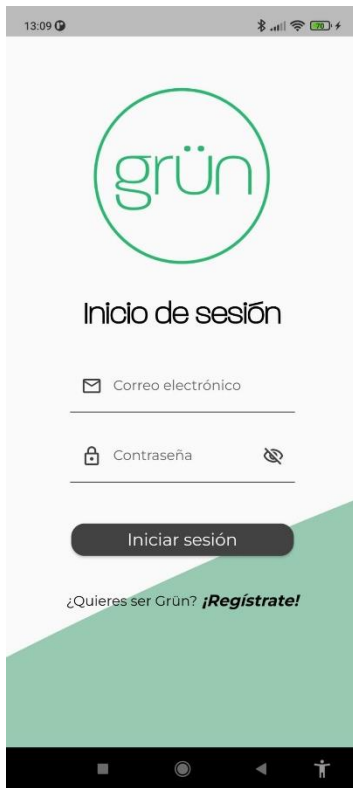 13:09
70
grün
Inicio de sesión
Correo electrónico
Contraseña
Iniciar sesión
¿Quieres ser Grün? ¡Regístrate!